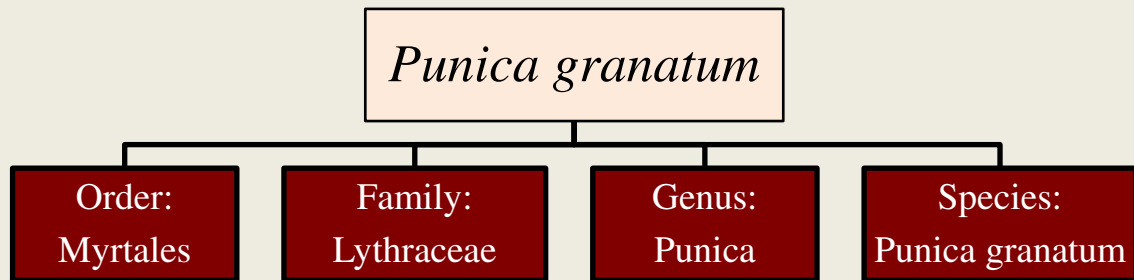 Punica granatum
Order:
Myrtales
Family:
Lythraceae
Genus:
Punica
Species:
Punica granatum